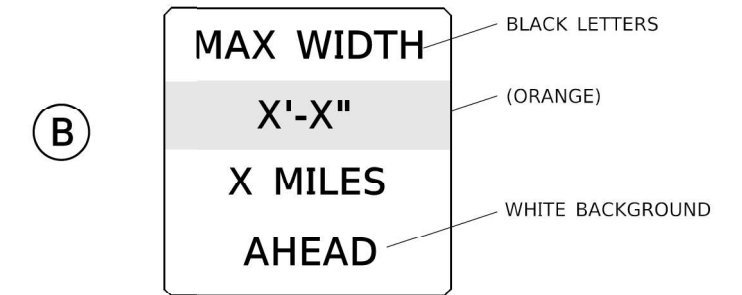 MAX WIDTH
BLACK LETTERS
X'-X"
(ORANGE)
B
X MILES
AHEAD
WHITE BACKGROUND